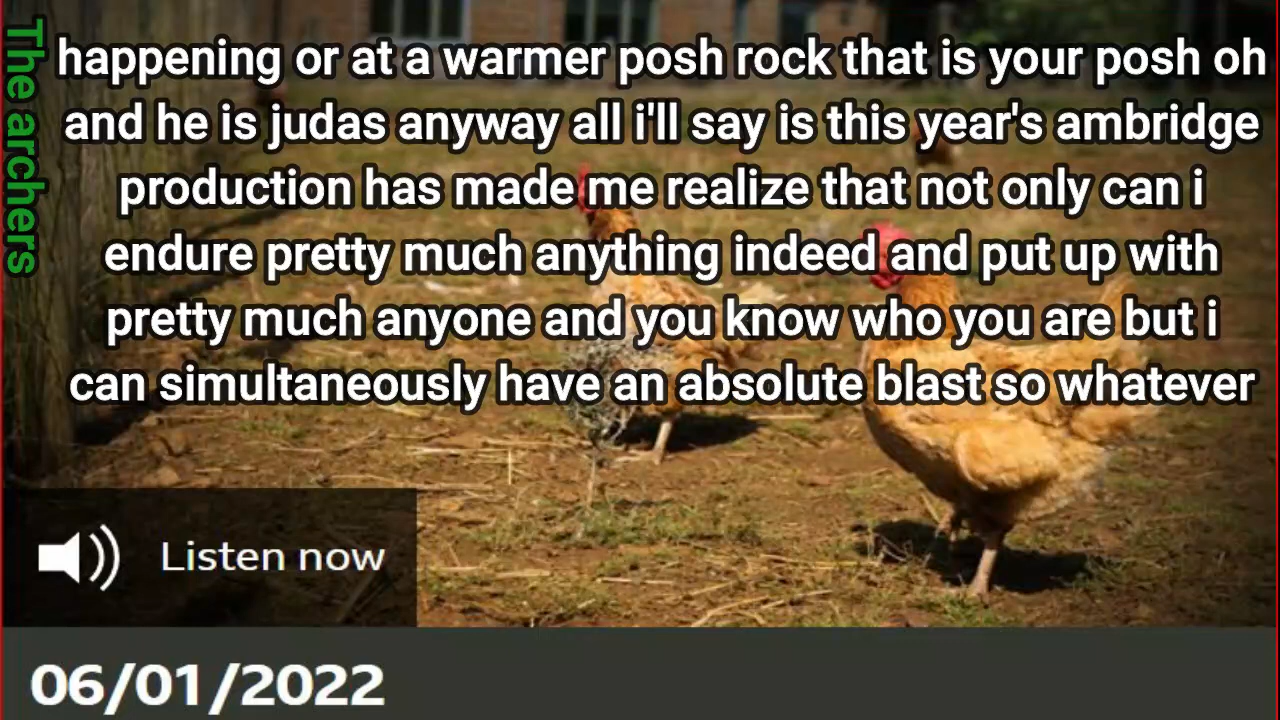 The archers
happening or at a warmer posh rock that is your posh oh
and he is judas anyway all i'll say is this year's ambridge
production has made me realize that not only can i
endure pretty much anything indeed and put up with
pretty much anyone and you know who you are but i
can simultaneously have an absolute blast so whatever
Listen now
06/01/2022